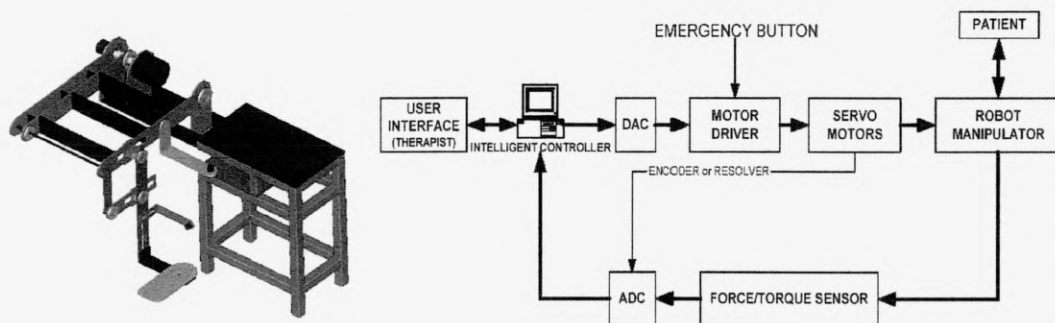 EMERGENCY BUTTON
PATIENT
USER
INTERFACE
(THERAPIST)
INTELLIGENT CONTROLLER
DAC
MOTOR
DRIVER
SERVO
MOTORS
ROBOT
MANIPULATOR
ENCODER or RESOLVER
ADC
FORCE/TORQUE SENSOR